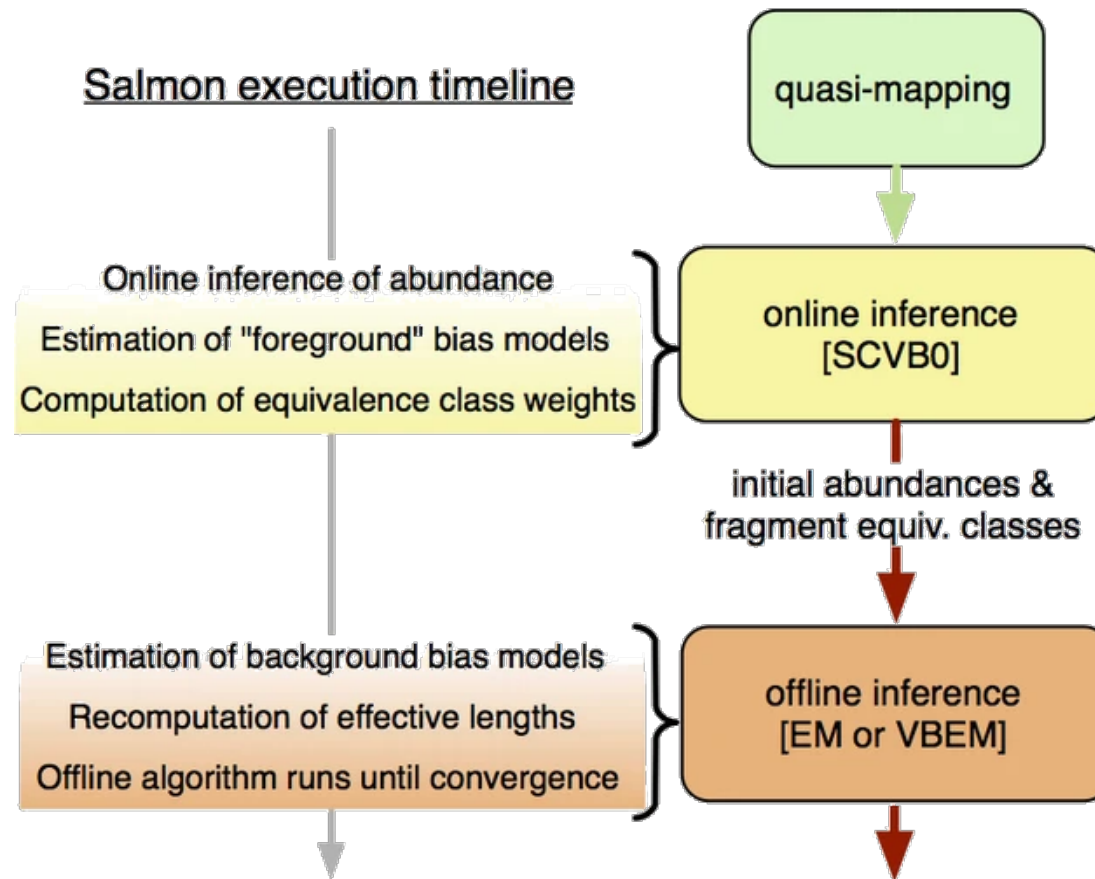 Salmon execution timeline
quasi-mapping
Online inference of abundance
Estimation of "foreground" bias models
Computation of equivalence class weights
online inference
[SCVB0]
initial abundances &
fragment equiv. classes
Estimation of background bias models
Recomputation of effective lengths
Offline algorithm runs until convergence
offline inference
[EM or VBEM]